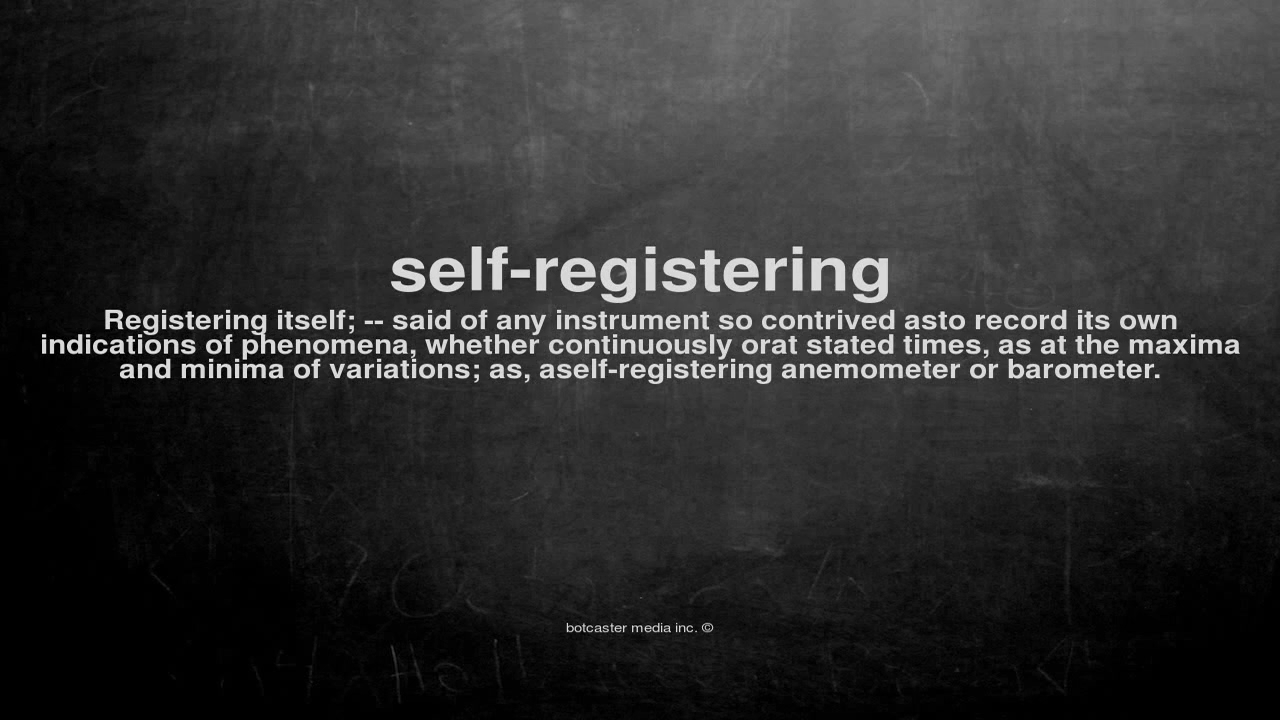 self-registering
Registering itself; -- said of any instrument so contrived asto record its own
indications of phenomena, whether continuously orat stated times, as at the maxima
and minima of variations; as, aself-registering anemometer or barometer.
botcaster media inc. ©